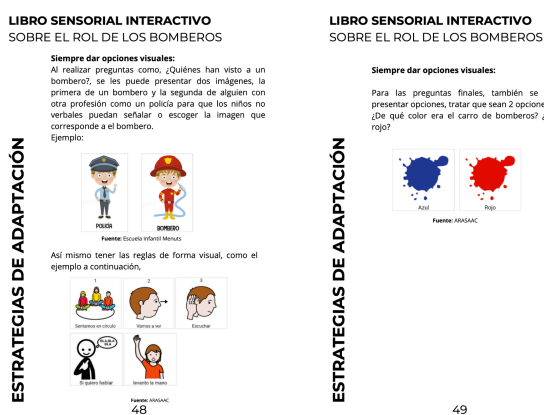 LIBRO SENSORIAL INTERACTIVO
SOBRE EL ROL DE LOS BOMBEROS
ESTRATEGIAS DE ADAPTACIÓN
Siempre dar opciones visuales:
Al realizar preguntas como, ¿Quiénes han visto a un
bombero?, se les puede presentar dos imágenes, la
primera de un bombero y la segunda de alguien con
otra profesión como un policía para que los niños no
verbales puedan señalar o escoger la imagen que
corresponde a el bombero.
Ejemplo:
POLICÍA
BOMBERO
Fuente: Escuela Infantil Menuts
Así mismo tener las reglas de forma visual, como el
ejemplo a continuación,
1
2
3
Sentamos en círculo
Vamos a ver
Escuchar
BLA,BLA
BLA
Si quiero hablar
levanto la mano
Fuente: ARASAAC
48
LIBRO SENSORIAL INTERACTIVO
SOBRE EL ROL DE LOS BOMBEROS
ESTRATEGIAS DE ADAPTACIÓN
Siempre dar opciones visuales:
Para las preguntas finales, también se
presentar opciones, tratar que sean 2 opcione
¿De qué color era el carro de bomberos? ¿
rojo?
Azul
Rojo
Fuente: ARASAAC
49